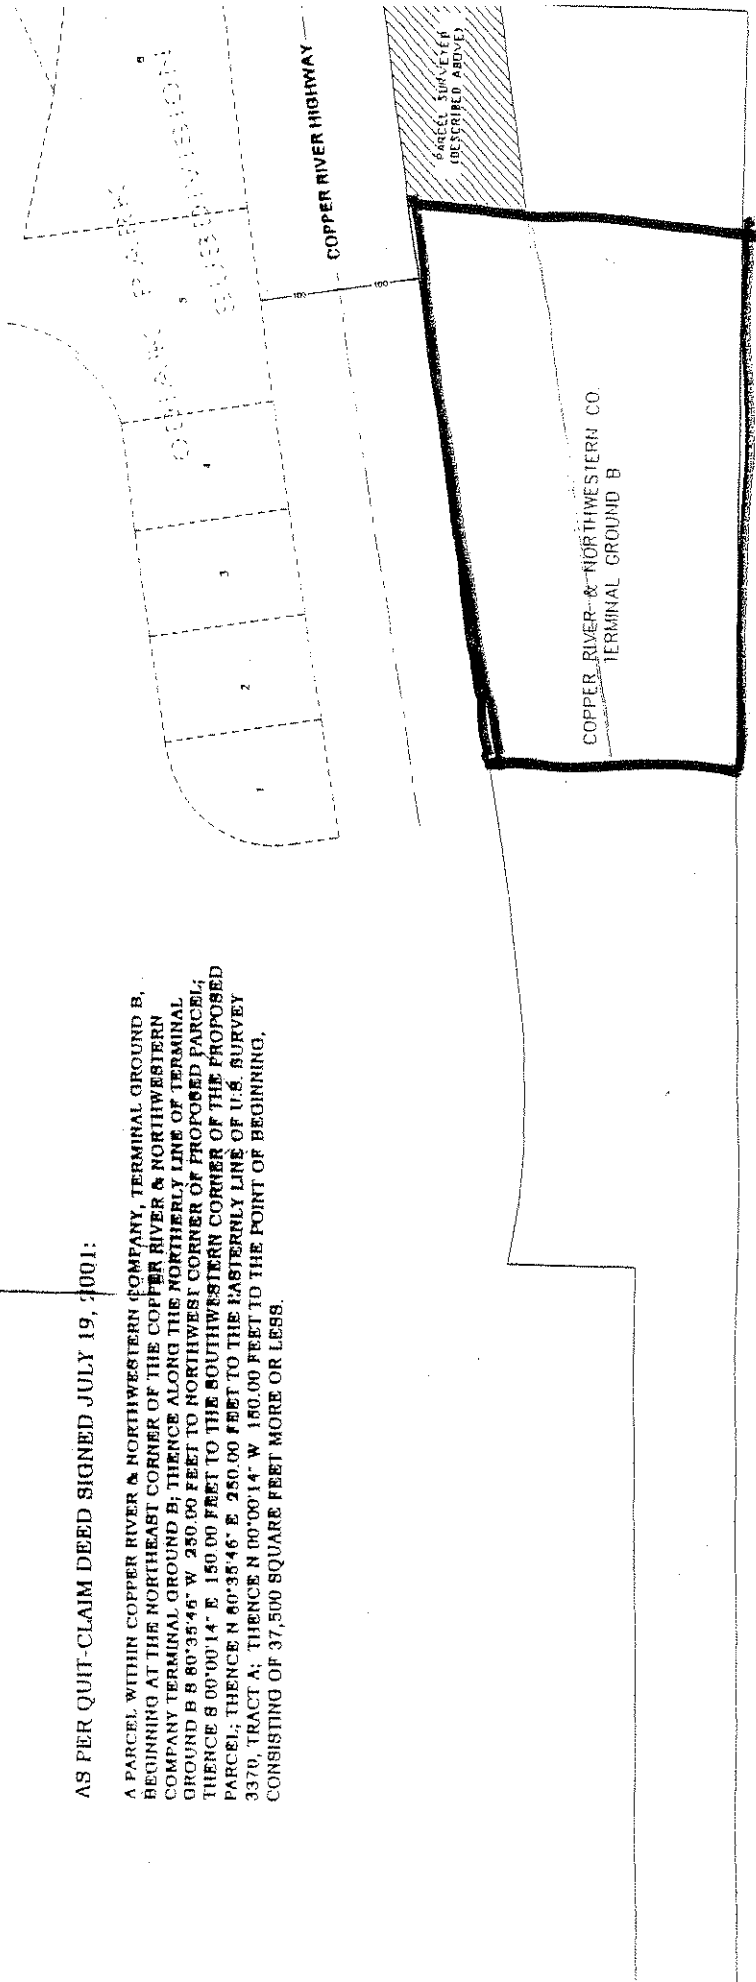 AS PER QUIT-CLAIM DEED SIGNED JULY 19, 2001:
A PARCEL WITHIN COPPER RIVER & NORTHWESTERN COMPANY, TERMINAL GROUND B,
BEGINNING AT THE NORTHEAST CORNER OF THE COPPER RIVER & NORTHWESTERN
COMPANY TERMINAL GROUND B; THENCE ALONG THE NORTHERLY LINE OF TERMINAL
GROUND B S 80°35'46" W 250.00 FEET TO NORTHWEST CORNER OF PROPOSED PARCEL;
THENCE S 00°00'14" E 150.00 FEET TO THE SOUTHWESTERN CORNER OF THE PROPOSED
PARCEL; THENCE N 80°35'46" E 250.00 FEET TO THE EASTERNLY LINE OF U.S. SURVEY
3370, TRACT A; THENCE N 00°00'14" W 150.00 FEET TO THE POINT OF BEGINNING,
CONSISTING OF 37,500 SQUARE FEET MORE OR LESS.
ODIAK PARK
SUBDIVISION
1
2
3
4
5
6
COPPER RIVER HIGHWAY
100
100
PARCEL SURVEYED
(DESCRIBED ABOVE)
COPPER RIVER & NORTHWESTERN CO.
TERMINAL GROUND B